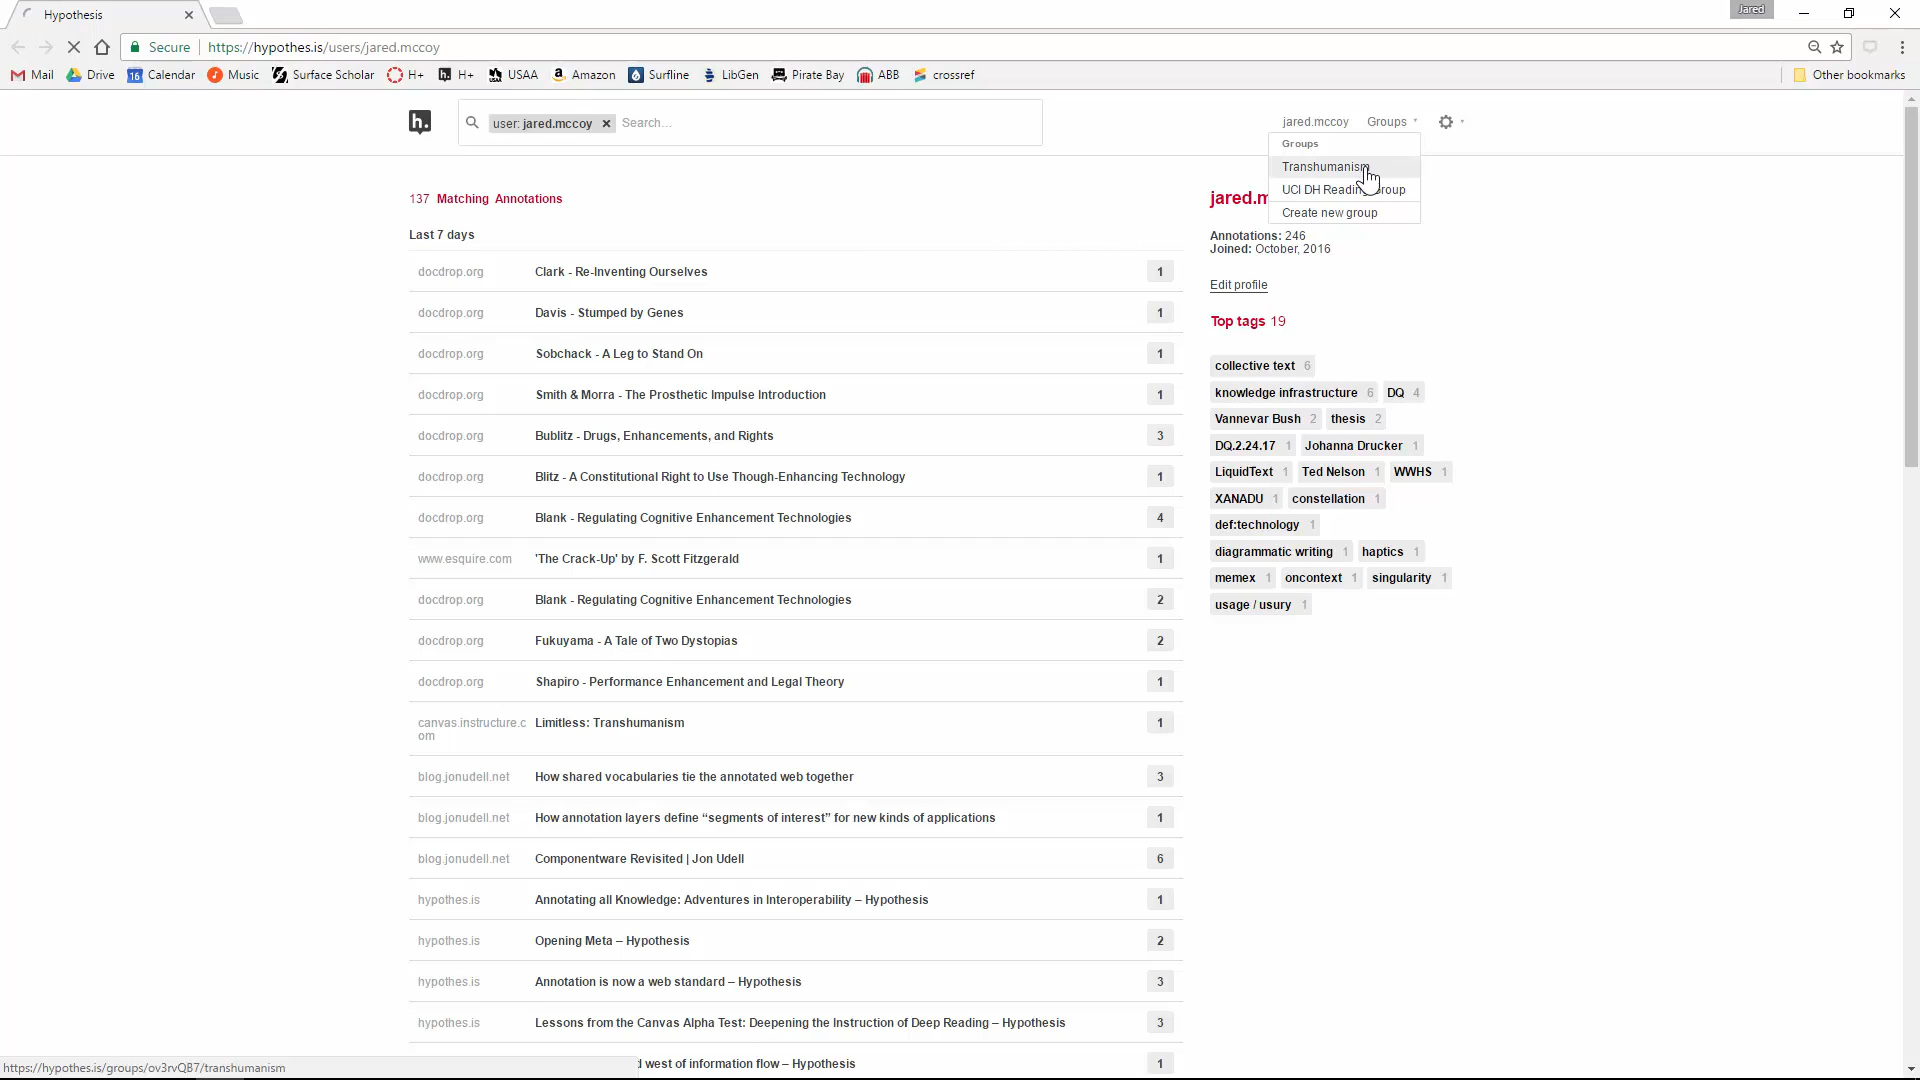 Hypothesis
Jared
Secure https://hypothes.is/users/jared.mccoy
Mail Drive Calendar Music Surface Scholar H+ H+ USAA Amazon Surfline LibGen Pirate Bay ABB crossref Other bookmarks
h. user: jared.mccoy × Search…
jared.mccoy Groups
Groups
Transhumanism
UCI DH Reading Group
Create new group
137 Matching Annotations
Last 7 days
docdrop.org Clark - Re-Inventing Ourselves 1
docdrop.org Davis - Stumped by Genes 1
docdrop.org Sobchack - A Leg to Stand On 1
docdrop.org Smith & Morra - The Prosthetic Impulse Introduction 1
docdrop.org Bublitz - Drugs, Enhancements, and Rights 3
docdrop.org Blitz - A Constitutional Right to Use Though-Enhancing Technology 1
docdrop.org Blank - Regulating Cognitive Enhancement Technologies 4
www.esquire.com 'The Crack-Up' by F. Scott Fitzgerald 1
docdrop.org Blank - Regulating Cognitive Enhancement Technologies 2
docdrop.org Fukuyama - A Tale of Two Dystopias 2
docdrop.org Shapiro - Performance Enhancement and Legal Theory 1
canvas.instructure.c Limitless: Transhumanism 1
om
blog.jonudell.net How shared vocabularies tie the annotated web together 3
blog.jonudell.net How annotation layers define “segments of interest” for new kinds of applications 1
blog.jonudell.net Componentware Revisited | Jon Udell 6
hypothes.is Annotating all Knowledge: Adventures in Interoperability – Hypothesis 1
hypothes.is Opening Meta – Hypothesis 2
hypothes.is Annotation is now a web standard – Hypothesis 3
hypothes.is Lessons from the Canvas Alpha Test: Deepening the Instruction of Deep Reading – Hypothesis 3
d west of information flow – Hypothesis 1
jared.m
Annotations: 246
Joined: October, 2016
Edit profile
Top tags 19
collective text 6
knowledge infrastructure 6 DQ 4
Vannevar Bush 2 thesis 2
DQ.2.24.17 1 Johanna Drucker 1
LiquidText 1 Ted Nelson 1 WWHS 1
XANADU 1 constellation 1
def:technology 1
diagrammatic writing 1 haptics 1
memex 1 oncontext 1 singularity 1
usage / usury 1
https://hypothes.is/groups/ov3rvQB7/transhumanism